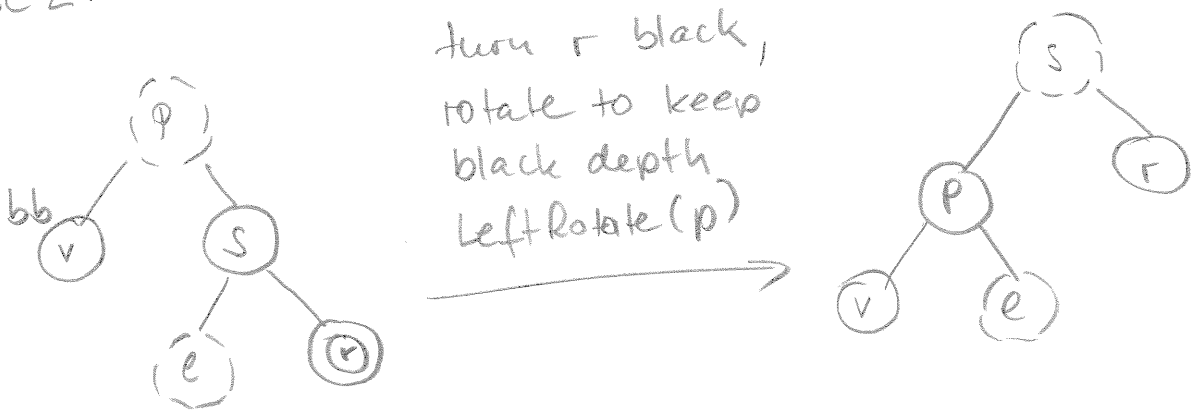 turn r black,
rotate to keep
black depth
LeftRotate(p)
P
bb
v
S
e
r
S
P
r
v
e